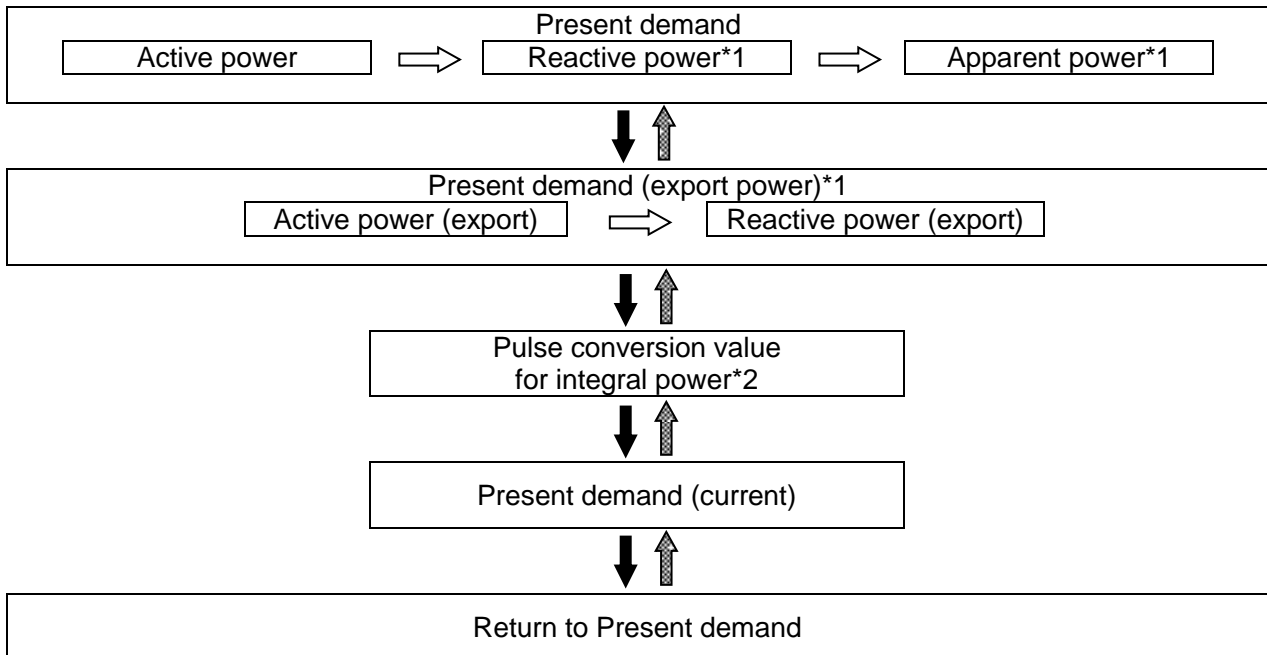 Present demand
Active power
Reactive power*1
Apparent power*1
Present demand (export power)*1
Active power (export)
Reactive power (export)
Pulse conversion value
for integral power*2
Present demand (current)
Return to Present demand